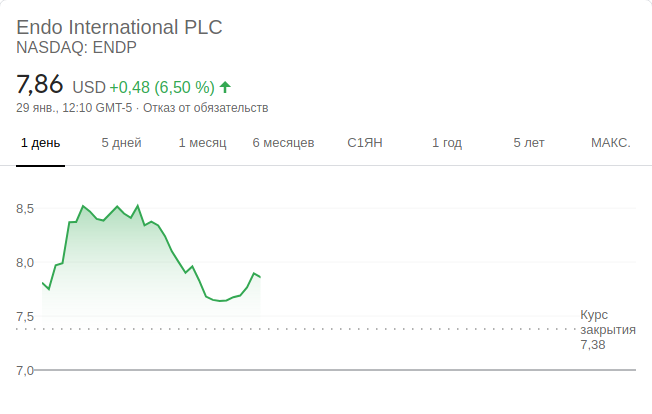 Endo International PLC
NASDAQ: ENDP
7,86 USD +0,48 (6,50 %)
29 янв., 12:10 GMT-5 · Отказ от обязательств
1 день 5 дней 1 месяц 6 месяцев С1ЯН 1 год 5 лет МАКС.
8,5
8,0
7,5
Курс
закрытия
7,38
7,0